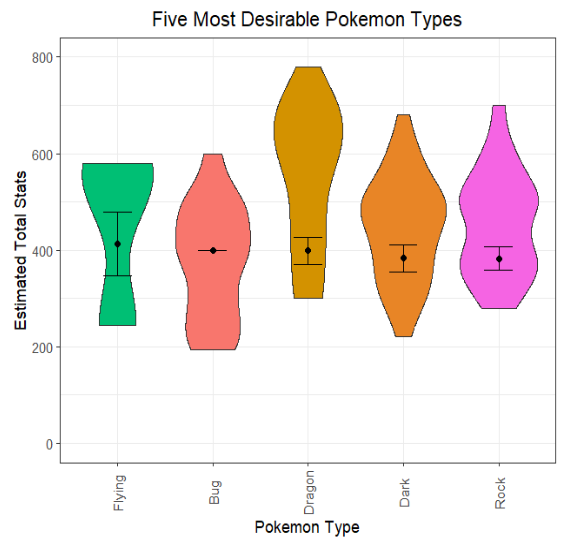 Five Most Desirable Pokemon Types
Estimated Total Stats
800
600
400
200
0
Flying
Bug
Dragon
Dark
Rock
Pokemon Type